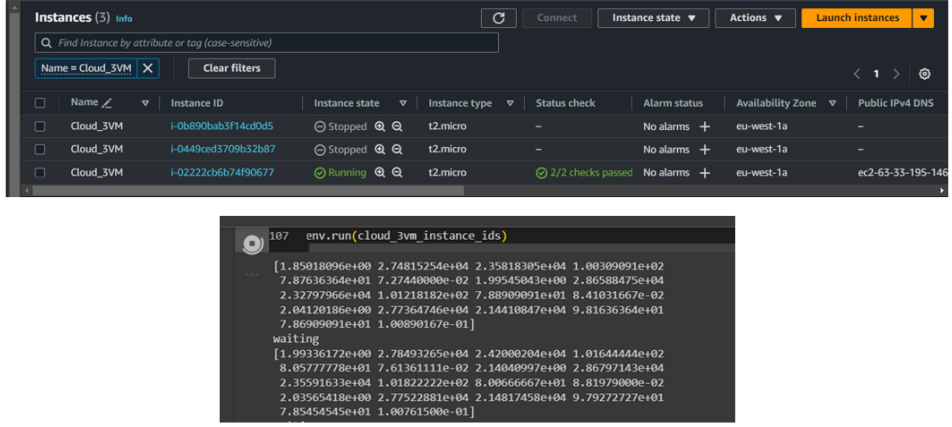 Instances (3) Info
Connect
Instance state
Actions
Launch instances
Find Instance by attribute or tag (case-sensitive)
Name = Cloud_3VM
Clear filters
1
Name Instance ID Instance state Instance type Status check Alarm status Availability Zone Public IPv4 DNS
Cloud_3VM i-0b890bab3f14cd0d5 Stopped t2.micro – No alarms + eu-west-1a –
Cloud_3VM i-0449ced3709b32b87 Stopped t2.micro – No alarms + eu-west-1a –
Cloud_3VM i-02222cb6b74f90677 Running t2.micro 2/2 checks passed No alarms + eu-west-1a ec2-63-33-195-146
107 env.run(cloud_3vm_instance_ids)
[1.85018096e+00 2.74815254e+04 2.35818305e+04 1.00309091e+02
7.87636364e+01 7.27440000e-02 1.99545043e+00 2.86588475e+04
2.32797966e+04 1.01218182e+02 7.88909091e+01 8.41031667e-02
2.04120186e+00 2.77364746e+04 2.14410847e+04 9.81636364e+01
7.86909091e+01 1.00890167e-01]
waiting
[1.99336172e+00 2.78493265e+04 2.42000204e+04 1.01644444e+02
8.05777778e+01 7.61361111e-02 2.14040997e+00 2.86797143e+04
2.35591633e+04 1.01822222e+02 8.00666667e+01 8.81979000e-02
2.03565418e+00 2.77522881e+04 2.14817458e+04 9.79272727e+01
7.85454545e+01 1.00761500e-01]